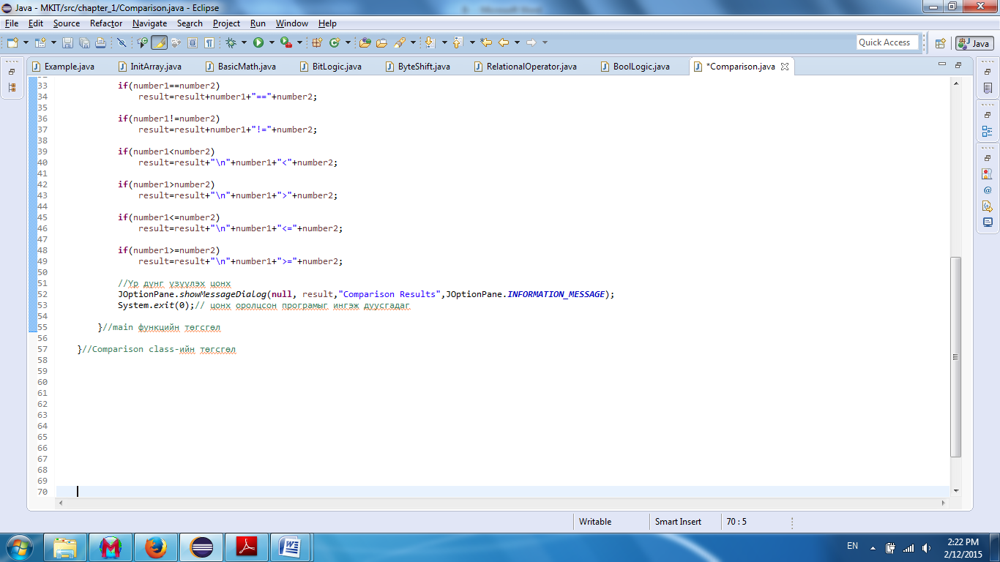 Java - MKIT/src/chapter_1/Comparison.java - Eclipse
File Edit Source Refactor Navigate Search Project Run Window Help
Quick Access
Java
Example.java InitArray.java BasicMath.java BitLogic.java ByteShift.java RelationalOperator.java BoolLogic.java *Comparison.java
33 if(number1==number2)
34 result=result+number1+"=="+number2;
35
36 if(number1!=number2)
37 result=result+number1+"!="+number2;
38
39 if(number1<number2)
40 result=result+"\n"+number1+"<"+number2;
41
42 if(number1>number2)
43 result=result+"\n"+number1+">"+number2;
44
45 if(number1<=number2)
46 result=result+"\n"+number1+"<="+number2;
47
48 if(number1>=number2)
49 result=result+"\n"+number1+">="+number2;
50
51 //Үр дүнг үзүүлэх цонх
52 JOptionPane.showMessageDialog(null, result,"Comparison Results",JOptionPane.INFORMATION_MESSAGE);
53 System.exit(0);// цонх оролцсон програмыг ингэж дуусгадаг
54
55 }//main функцийн төгсгөл
56
57 }//Comparison class-ийн төгсгөл
58
59
60
61
62
63
64
65
66
67
68
69
70
Writable Smart Insert 70 : 5
EN 2:22 PM
2/12/2015